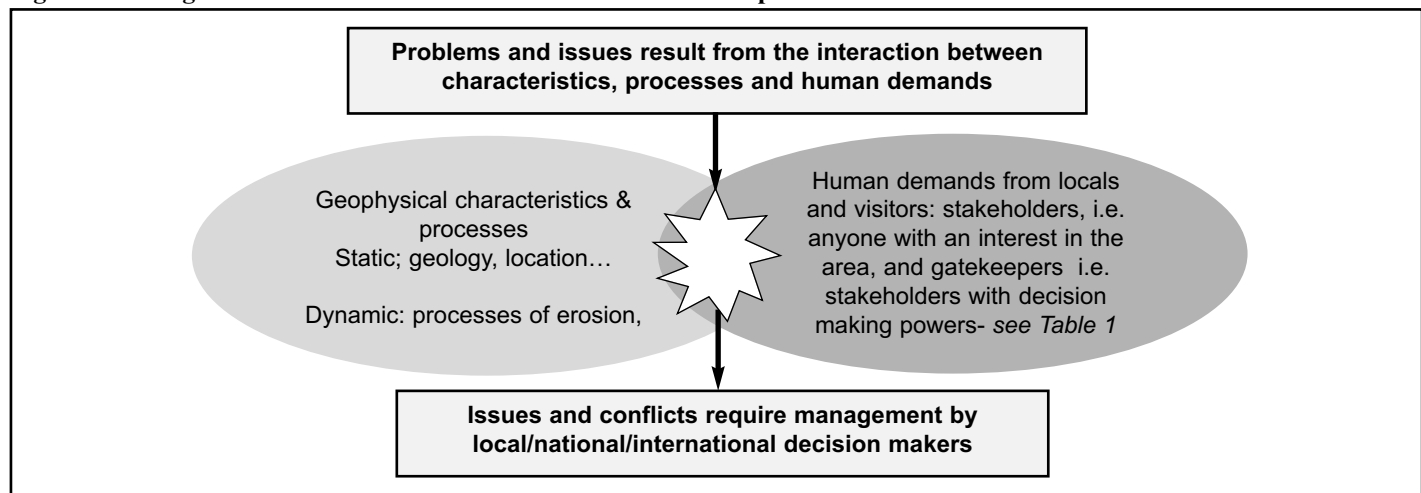 Problems and issues result from the interaction between
characteristics, processes and human demands
Geophysical characteristics &
processes
Static; geology, location…
Dynamic: processes of erosion,
Human demands from locals
and visitors: stakeholders, i.e.
anyone with an interest in the
area, and gatekeepers  i.e.
stakeholders with decision
making powers- see Table 1
Issues and conflicts require management by
local/national/international decision makers